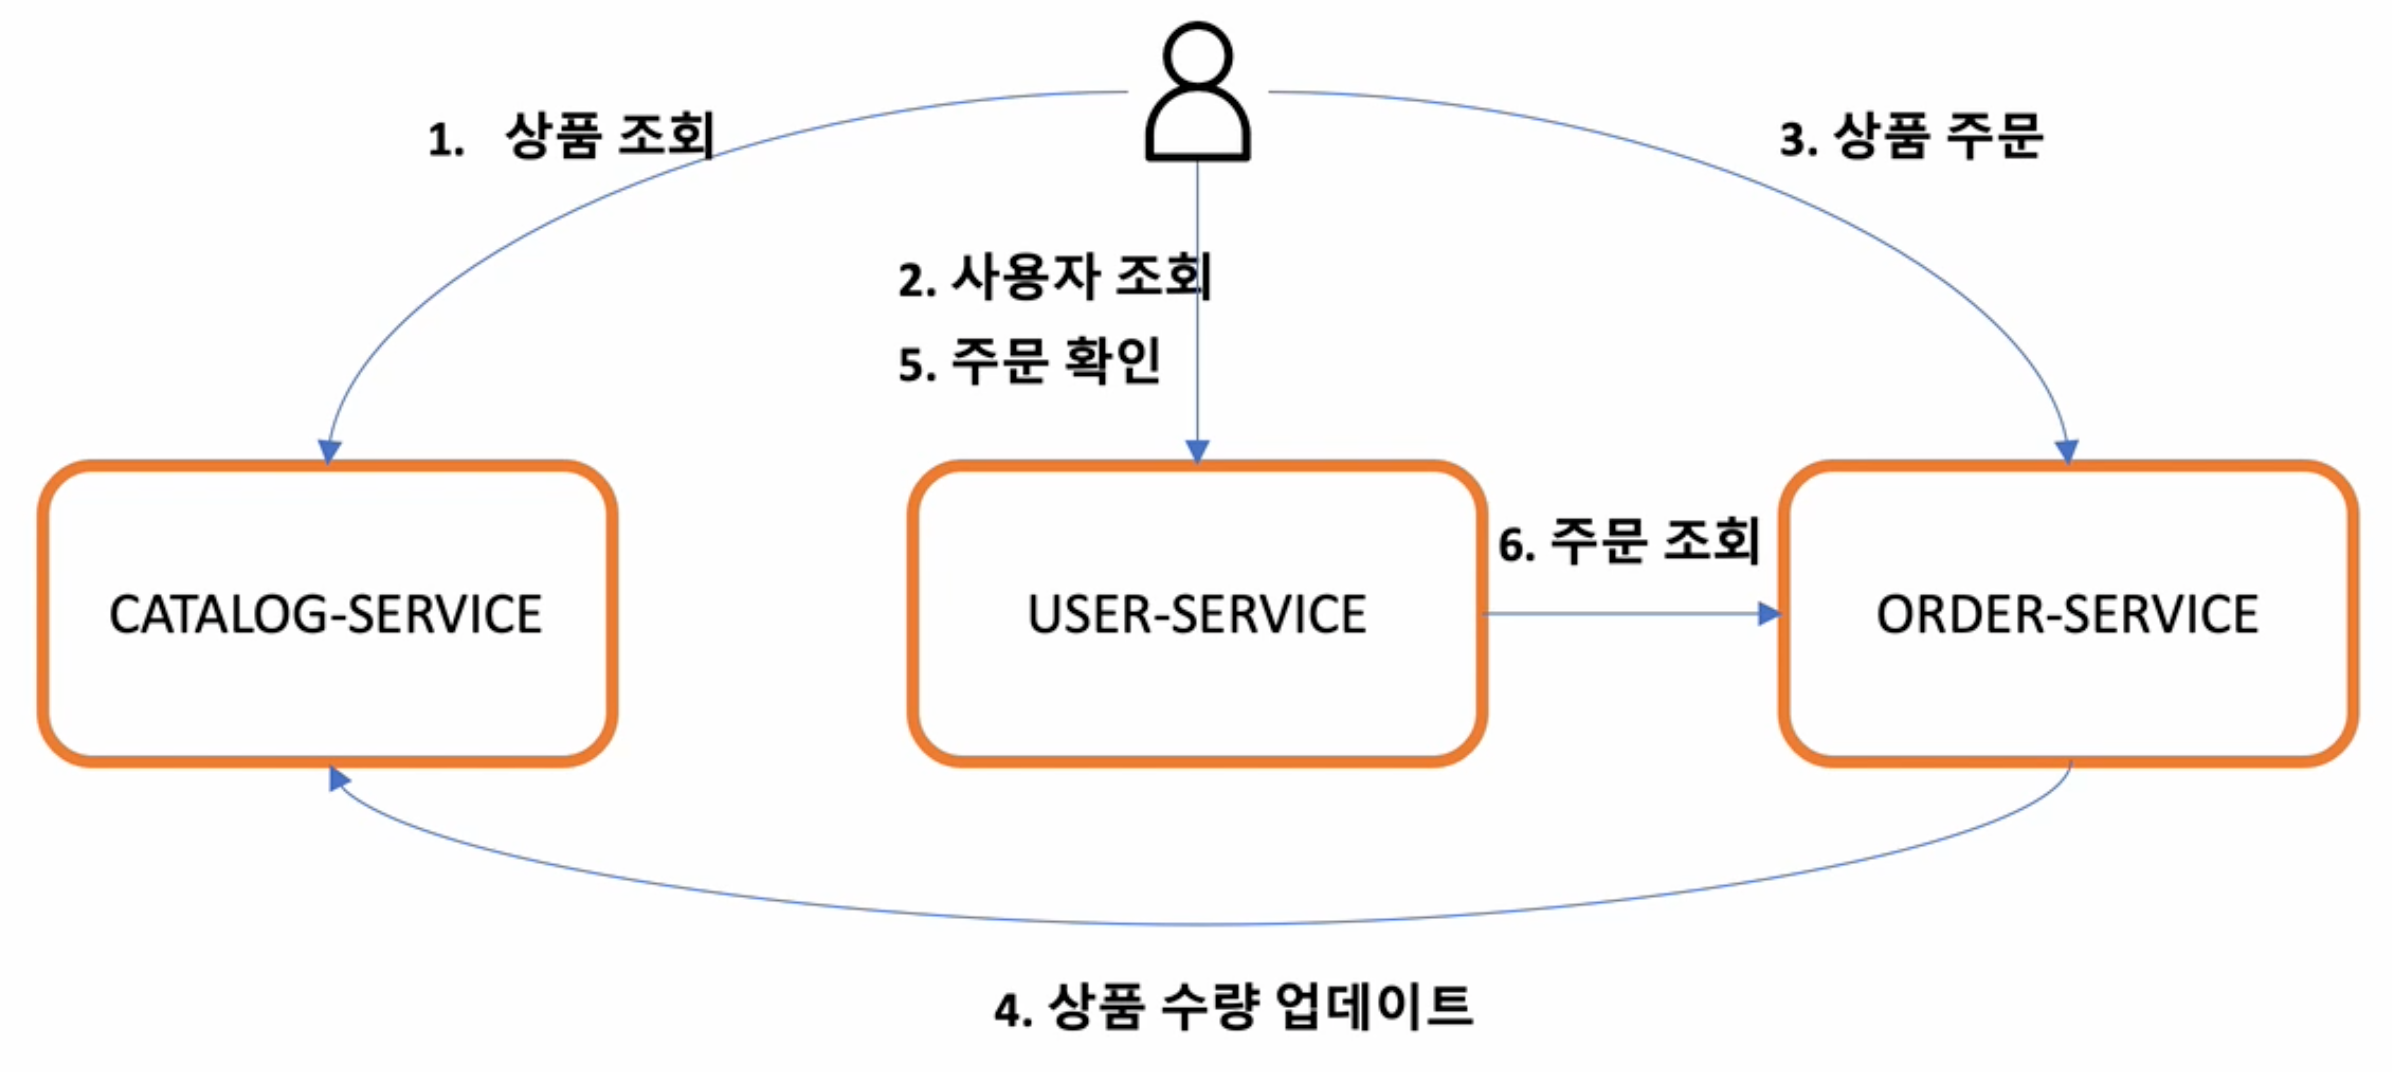 1. 상품 조회
3. 상품 주문
2. 사용자 조회
5. 주문 확인
6. 주문 조회
CATALOG-SERVICE
USER-SERVICE
ORDER-SERVICE
4. 상품 수량 업데이트